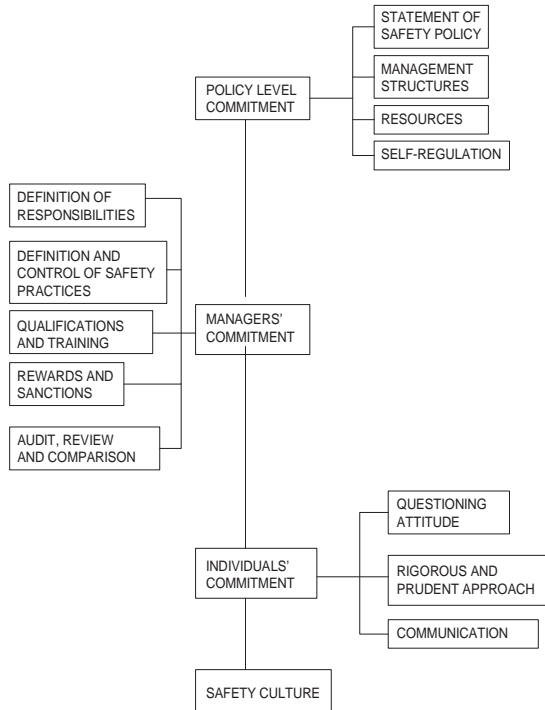 STATEMENT OF
SAFETY POLICY
POLICY LEVEL
COMMITMENT
MANAGEMENT
STRUCTURES
RESOURCES
SELF-REGULATION
DEFINITION OF
RESPONSIBILITIES
DEFINITION AND
CONTROL OF SAFETY
PRACTICES
QUALIFICATIONS
AND TRAINING
MANAGERS'
COMMITMENT
REWARDS AND
SANCTIONS
AUDIT, REVIEW
AND COMPARISON
QUESTIONING
ATTITUDE
INDIVIDUALS'
COMMITMENT
RIGOROUS AND
PRUDENT APPROACH
COMMUNICATION
SAFETY CULTURE